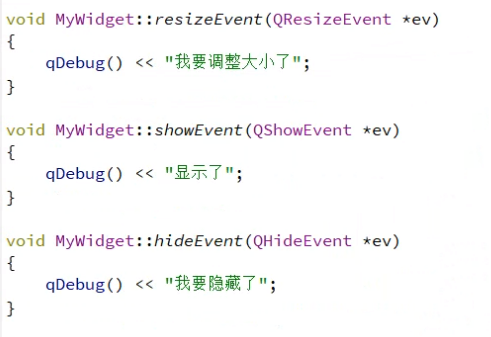 void MyWidget::resizeEvent(QResizeEvent *ev)
{
    qDebug() << "我要调整大小了";
}
void MyWidget::showEvent(QShowEvent *ev)
{
    qDebug() << "显示了";
}
void MyWidget::hideEvent(QHideEvent *ev)
{
    qDebug() << "我要隐藏了";
}